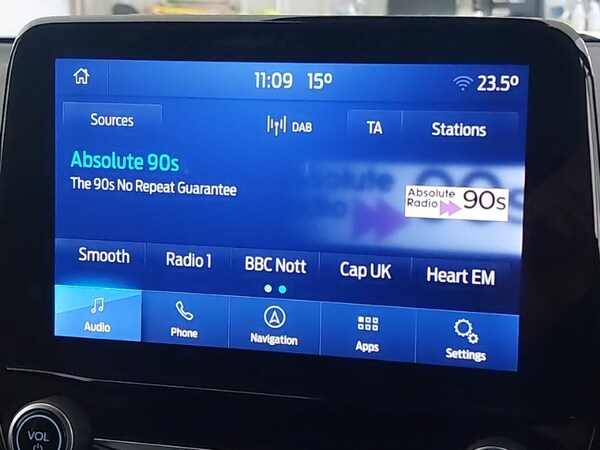 11:09 15° 23.5°
Sources DAB TA Stations
Absolute 90s
The 90s No Repeat Guarantee
Absolute Radio 90s
Smooth Radio 1 BBC Nott Cap UK Heart EM
Audio Phone Navigation Apps Settings
VOL